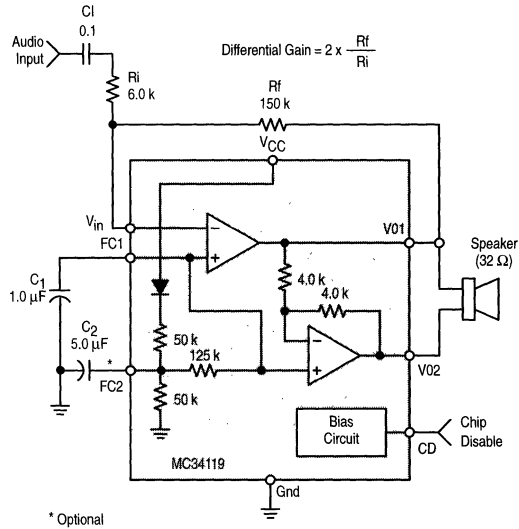 CI
0.1
Audio
Input
Differential Gain = 2 x Rf
Ri
Ri
6.0 k
Rf
150 k
VCC
Vin
FC1
V01
Speaker
(32 Ω)
C1
1.0 µF
4.0 k
4.0 k
C2
5.0 µF
*
FC2
50 k
125 k
50 k
V02
Bias
Circuit
CD
Chip
Disable
MC34119
Gnd
* Optional